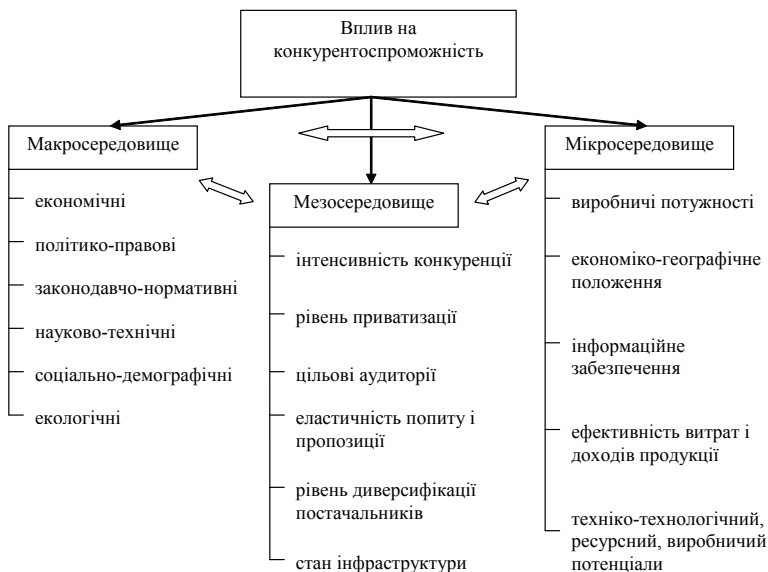 Вплив на
конкурентоспроможність
Макросередовище
економічні
політико-правові
законодавчо-нормативні
науково-технічні
соціально-демографічні
екологічні
Мезосередовище
інтенсивність конкуренції
рівень приватизації
цільові аудиторії
еластичність попиту і
пропозиції
рівень диверсифікації
постачальників
стан інфраструктури
Мікросередовище
виробничі потужності
економіко-географічне
положення
інформаційне
забезпечення
ефективність витрат і
доходів продукції
техніко-технологічний,
ресурсний, виробничий
потенціали